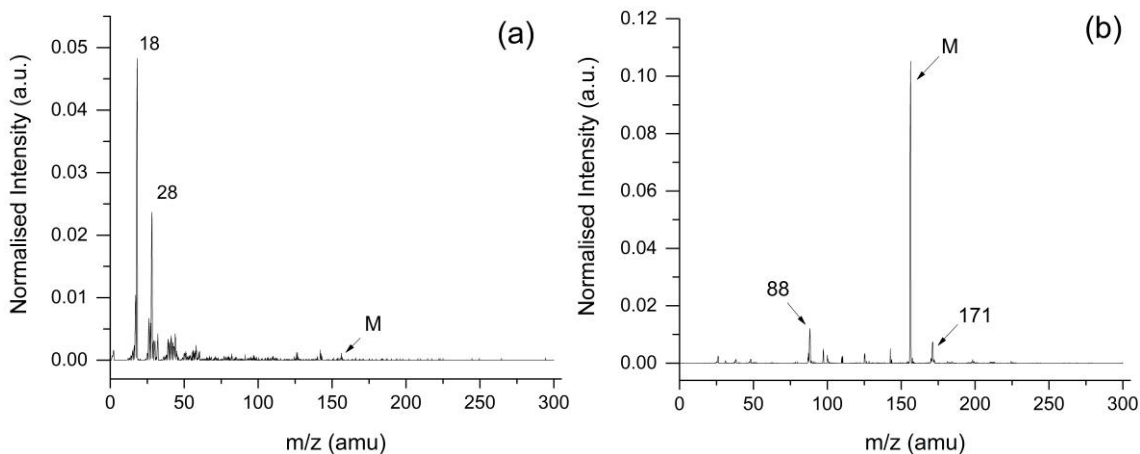 (a)
18
28
M
0.05
0.04
0.03
0.02
0.01
0.00
Normalised Intensity (a.u.)
0 50 100 150 200 250 300
m/z (amu)
(b)
M
88
171
0.12
0.10
0.08
0.06
0.04
0.02
0.00
Normalised Intensity (a.u.)
0 50 100 150 200 250 300
m/z (amu)